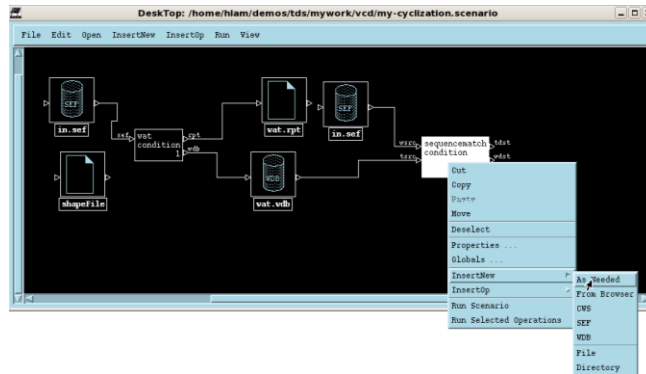 DeskTop: /home/hlam/demos/tds/mywork/vcd/my-cyclization.scenario
File Edit Open InsertNew InsertOp Run View
SEF
in.sef
sef
vat
condition
1
rpt
wdb
vat.rpt
SEF
in.sef
wsrc
tsrc
sequencematch
condition
tdst
wdst
shapeFile
WDB
vat.wdb
Cut
Copy
Paste
Move
Deselect
Properties ...
Globals ...
InsertNew
InsertOp
Run Scenario
Run Selected Operations
As Needed
From Browser
CWS
SEF
WDB
File
Directory